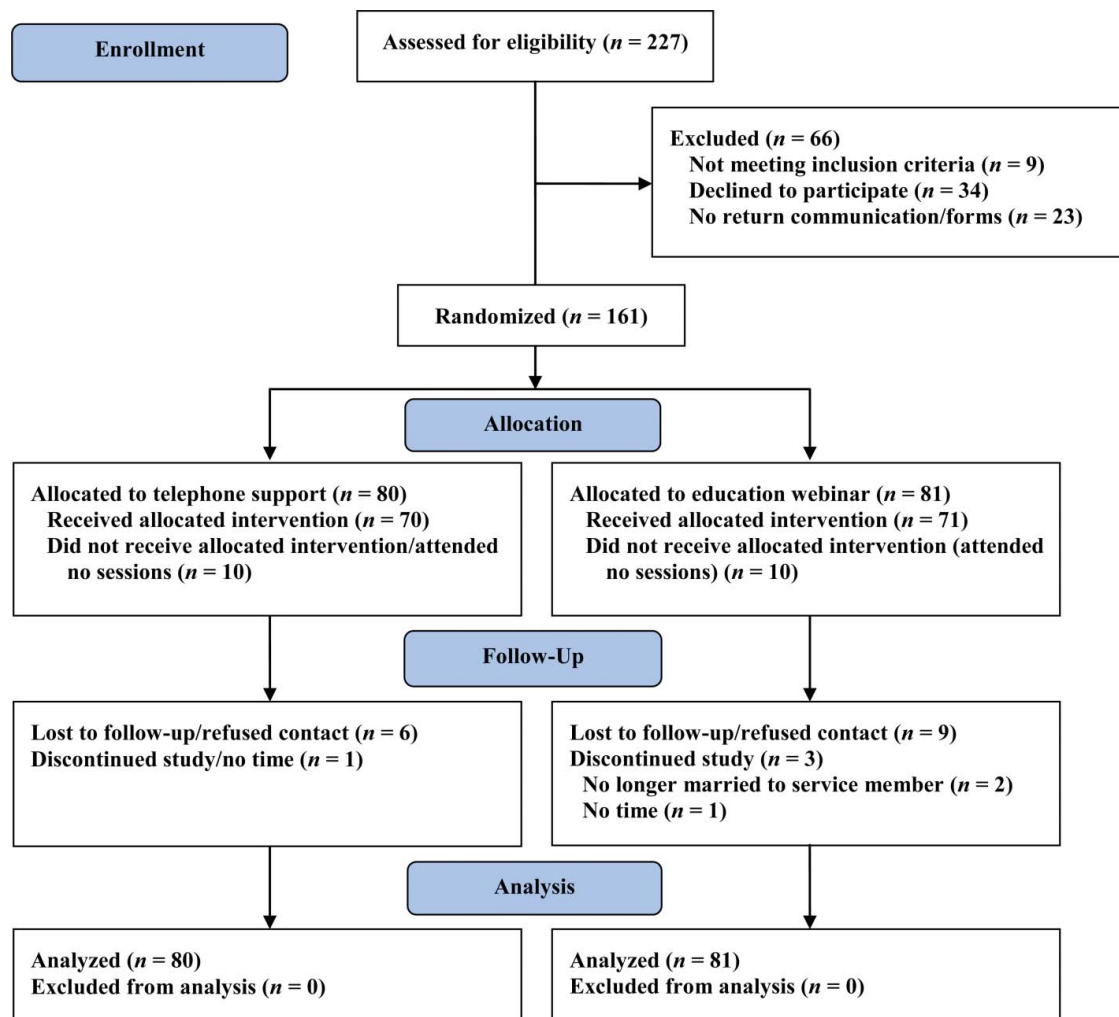 Enrollment
Assessed for eligibility (n = 227)
Excluded (n = 66)
Not meeting inclusion criteria (n = 9)
Declined to participate (n = 34)
No return communication/forms (n = 23)
Randomized (n = 161)
Allocation
Allocated to telephone support (n = 80)
Received allocated intervention (n = 70)
Did not receive allocated intervention/attended
no sessions (n = 10)
Allocated to education webinar (n = 81)
Received allocated intervention (n = 71)
Did not receive allocated intervention (attended
no sessions) (n = 10)
Follow-Up
Lost to follow-up/refused contact (n = 6)
Discontinued study/no time (n = 1)
Lost to follow-up/refused contact (n = 9)
Discontinued study (n = 3)
No longer married to service member (n = 2)
No time (n = 1)
Analysis
Analyzed (n = 80)
Excluded from analysis (n = 0)
Analyzed (n = 81)
Excluded from analysis (n = 0)